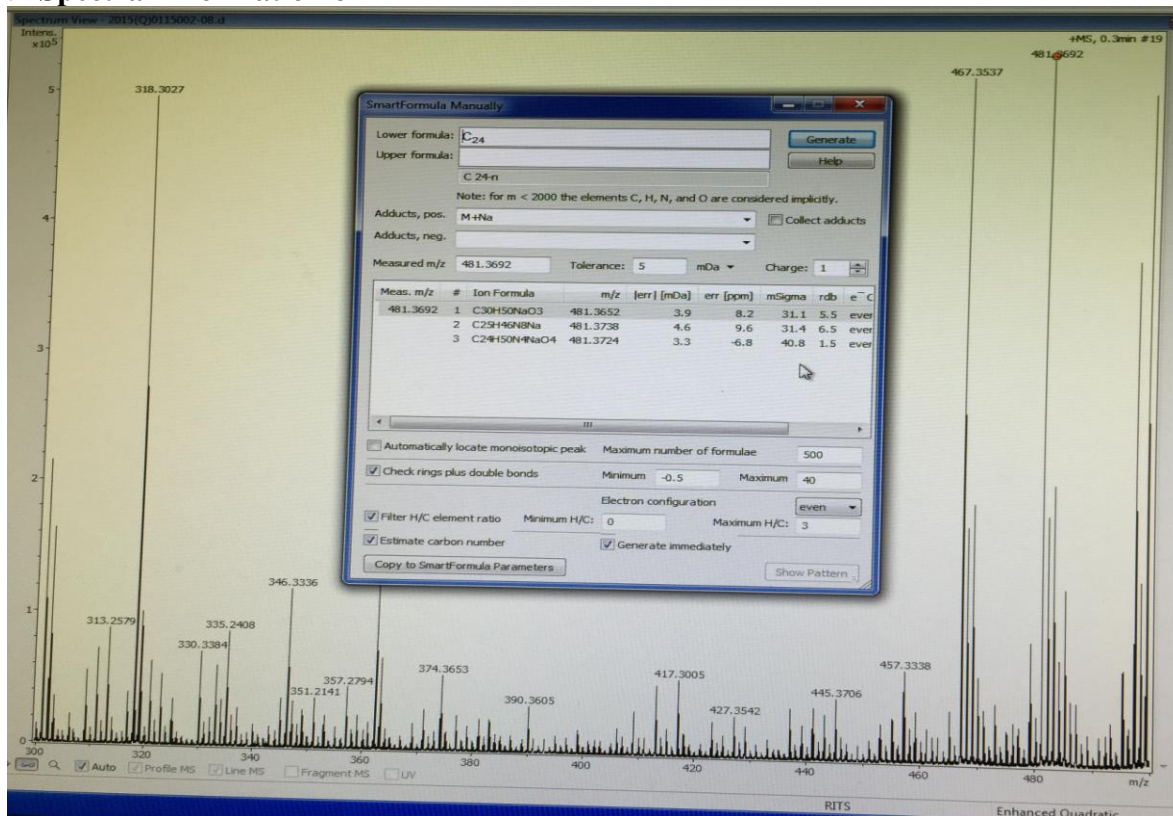 Spectrum View - 2015(Q)0115002-08.d
Intens.
x10⁵
+MS, 0.3min #19
481.3692
467.3537
318.3027
5
4
3
2
1
0
SmartFormula Manually
Lower formula: C₂₄
Generate
Upper formula:
Help
C 24-n
Note: for m < 2000 the elements C, H, N, and O are considered implicitly.
Adducts, pos. M+Na
Collect adducts
Adducts, neg.
Measured m/z 481.3692 Tolerance: 5 mDa Charge: 1
Meas. m/z # Ion Formula m/z |err| [mDa] err [ppm] mSigma rdb e⁻ C
481.3692 1 C30H50NaO3 481.3652 3.9 8.2 31.1 5.5 even
2 C25H46N8Na 481.3738 4.6 9.6 31.4 6.5 even
3 C24H50N4NaO4 481.3724 3.3 -6.8 40.8 1.5 even
Automatically locate monoisotopic peak Maximum number of formulae 500
Check rings plus double bonds Minimum -0.5 Maximum 40
Electron configuration even
Filter H/C element ratio Minimum H/C: 0 Maximum H/C: 3
Estimate carbon number Generate immediately
Copy to SmartFormula Parameters Show Pattern
346.3336
313.2579
335.2408
330.3384
357.2794
351.2141
374.3653
390.3605
417.3005
427.3542
457.3338
445.3706
300 320 340 360 380 400 420 440 460 480 m/z
Auto Profile MS Line MS Fragment MS UV
RITS Enhanced Quadratic